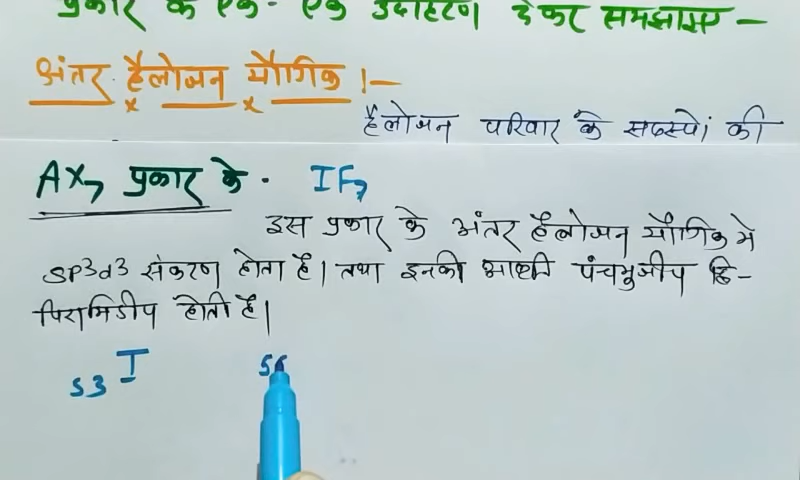 प्रकार के एक-एक उदाहरण देकर समझाइए —
अंतर हैलोजन यौगिक :—
हैलोजन परिवार के सदस्यों की
AX₇ प्रकार के - IF₇
इस प्रकार के अंतर हैलोजन यौगिक मे
sp³d³ संकरण होता है। तथा इनकी आकृति पंचभुजीय द्वि-
पिरामिडीय होती है।
53 I 5s